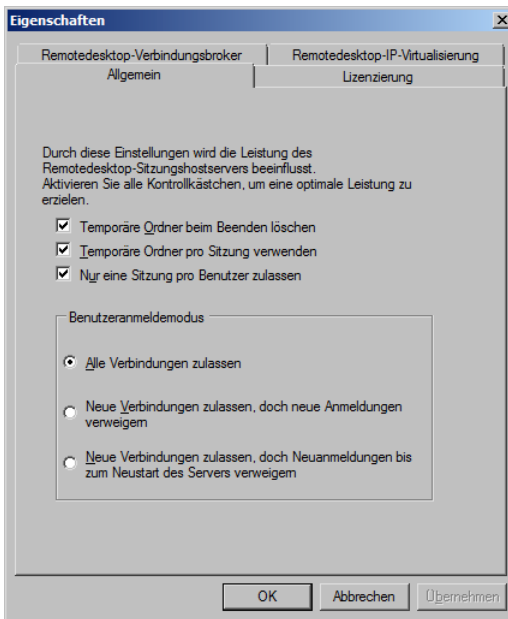 Eigenschaften
Remotedesktop-Verbindungsbroker
Remotedesktop-IP-Virtualisierung
Allgemein
Lizenzierung
Durch diese Einstellungen wird die Leistung des
Remotedesktop-Sitzungshostservers beeinflusst.
Aktivieren Sie alle Kontrollkästchen, um eine optimale Leistung zu
erzielen.
Temporäre Ordner beim Beenden löschen
Temporäre Ordner pro Sitzung verwenden
Nur eine Sitzung pro Benutzer zulassen
Benutzeranmeldemodus
Alle Verbindungen zulassen
Neue Verbindungen zulassen, doch neue Anmeldungen
verweigern
Neue Verbindungen zulassen, doch Neuanmeldungen bis
zum Neustart des Servers verweigern
OK
Abbrechen
Übernehmen